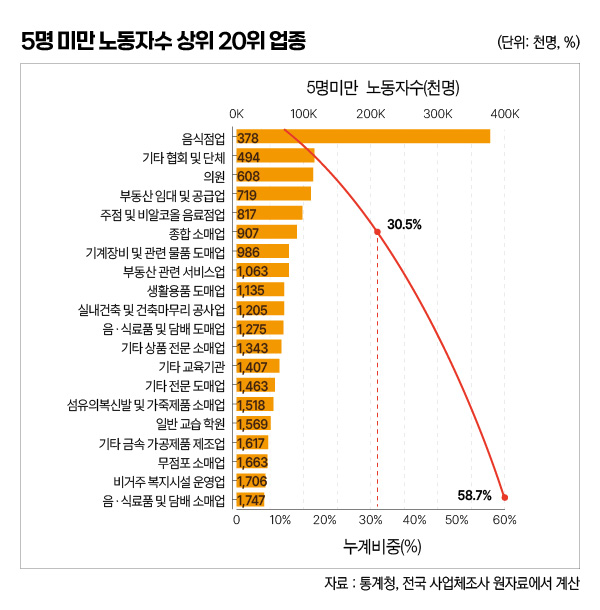 5명 미만 노동자수 상위 20위 업종
(단위: 천명, %)
5명미만 노동자수(천명)
0K 100K 200K 300K 400K
음식점업 378
기타 협회 및 단체 494
의원 608
부동산 임대 및 공급업 719
주점 및 비알코올 음료점업 817
30.5%
종합 소매업 907
기계장비 및 관련 물품 도매업 986
부동산 관련 서비스업 1,063
생활용품 도매업 1,135
실내건축 및 건축마무리 공사업 1,205
음·식료품 및 담배 도매업 1,275
기타 상품 전문 소매업 1,343
기타 교육기관 1,407
기타 전문 도매업 1,463
섬유의복신발 및 가죽제품 소매업 1,518
일반 교습 학원 1,569
기타 금속 가공제품 제조업 1,617
무점포 소매업 1,663
비거주 복지시설 운영업 1,706
음·식료품 및 담배 소매업 1,747
58.7%
0 10% 20% 30% 40% 50% 60%
누계비중(%)
자료 : 통계청, 전국 사업체조사 원자료에서 계산